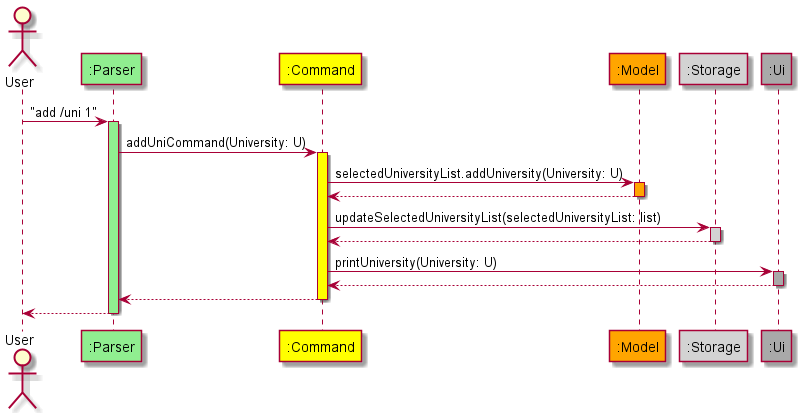 User
:Parser
:Command
:Model
:Storage
:Ui
"add /uni 1"
addUniCommand(University: U)
selectedUniversityList.addUniversity(University: U)
updateSelectedUniversityList(selectedUniversityList: list)
printUniversity(University: U)
User
:Parser
:Command
:Model
:Storage
:Ui